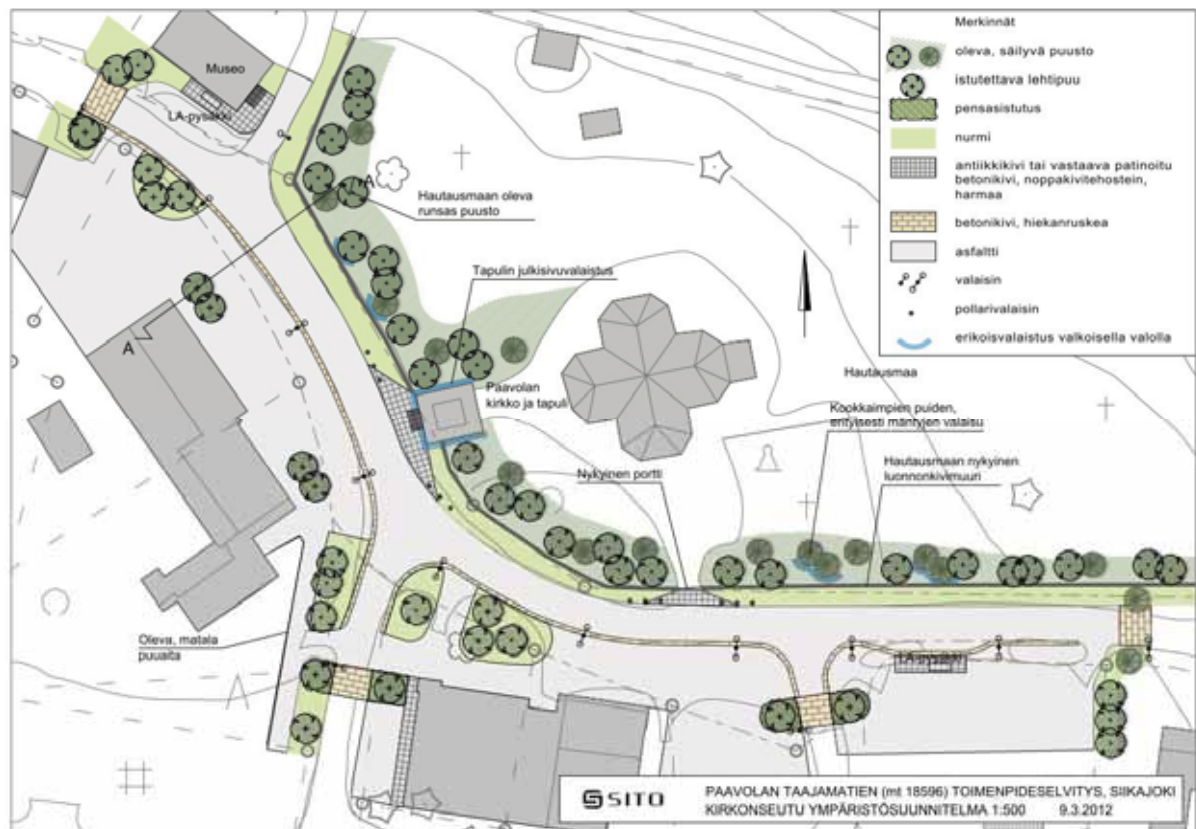 Merkinnät
oleva, säilyvä puusto
istutettava lehtipuu
pensasistutus
nurmi
antiikkikivi tai vastaava patinoitu
betonikivi, noppakivitehostein,
harmaa
betonikivi, hiekanruskea
asfaltti
valaisin
pollarivalaisin
erikoisvalaistus valkoisella valolla
Museo
LA-pysäkki
A
Hautausmaan oleva
runsas puusto
Tapulin julkisivuvalaistus
A
Paavolan
kirkko ja tapuli
Hautausmaa
Kookkaimpien puiden,
erityisesti mäntyjen valaisu
Nykyinen portti
Hautausmaan nykyinen
luonnonkivimuuri
Oleva, matala
puuaita
LA-pysäkki
SITO
PAAVOLAN TAAJAMATIEN (mt 18596) TOIMENPIDESELVITYS, SIIKAJOKI
KIRKONSEUTU YMPÄRISTÖSUUNNITELMA 1:500 9.3.2012